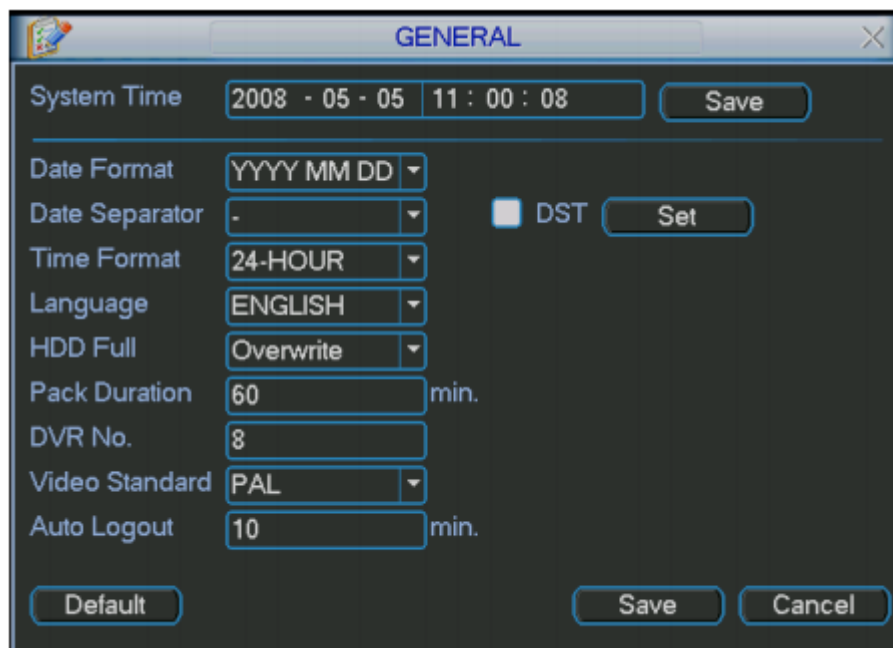 GENERAL
System Time 2008 - 05 - 05 11 : 00 : 08 Save
Date Format YYYY MM DD
Date Separator - DST Set
Time Format 24-HOUR
Language ENGLISH
HDD Full Overwrite
Pack Duration 60 min.
DVR No. 8
Video Standard PAL
Auto Logout 10 min.
Default Save Cancel